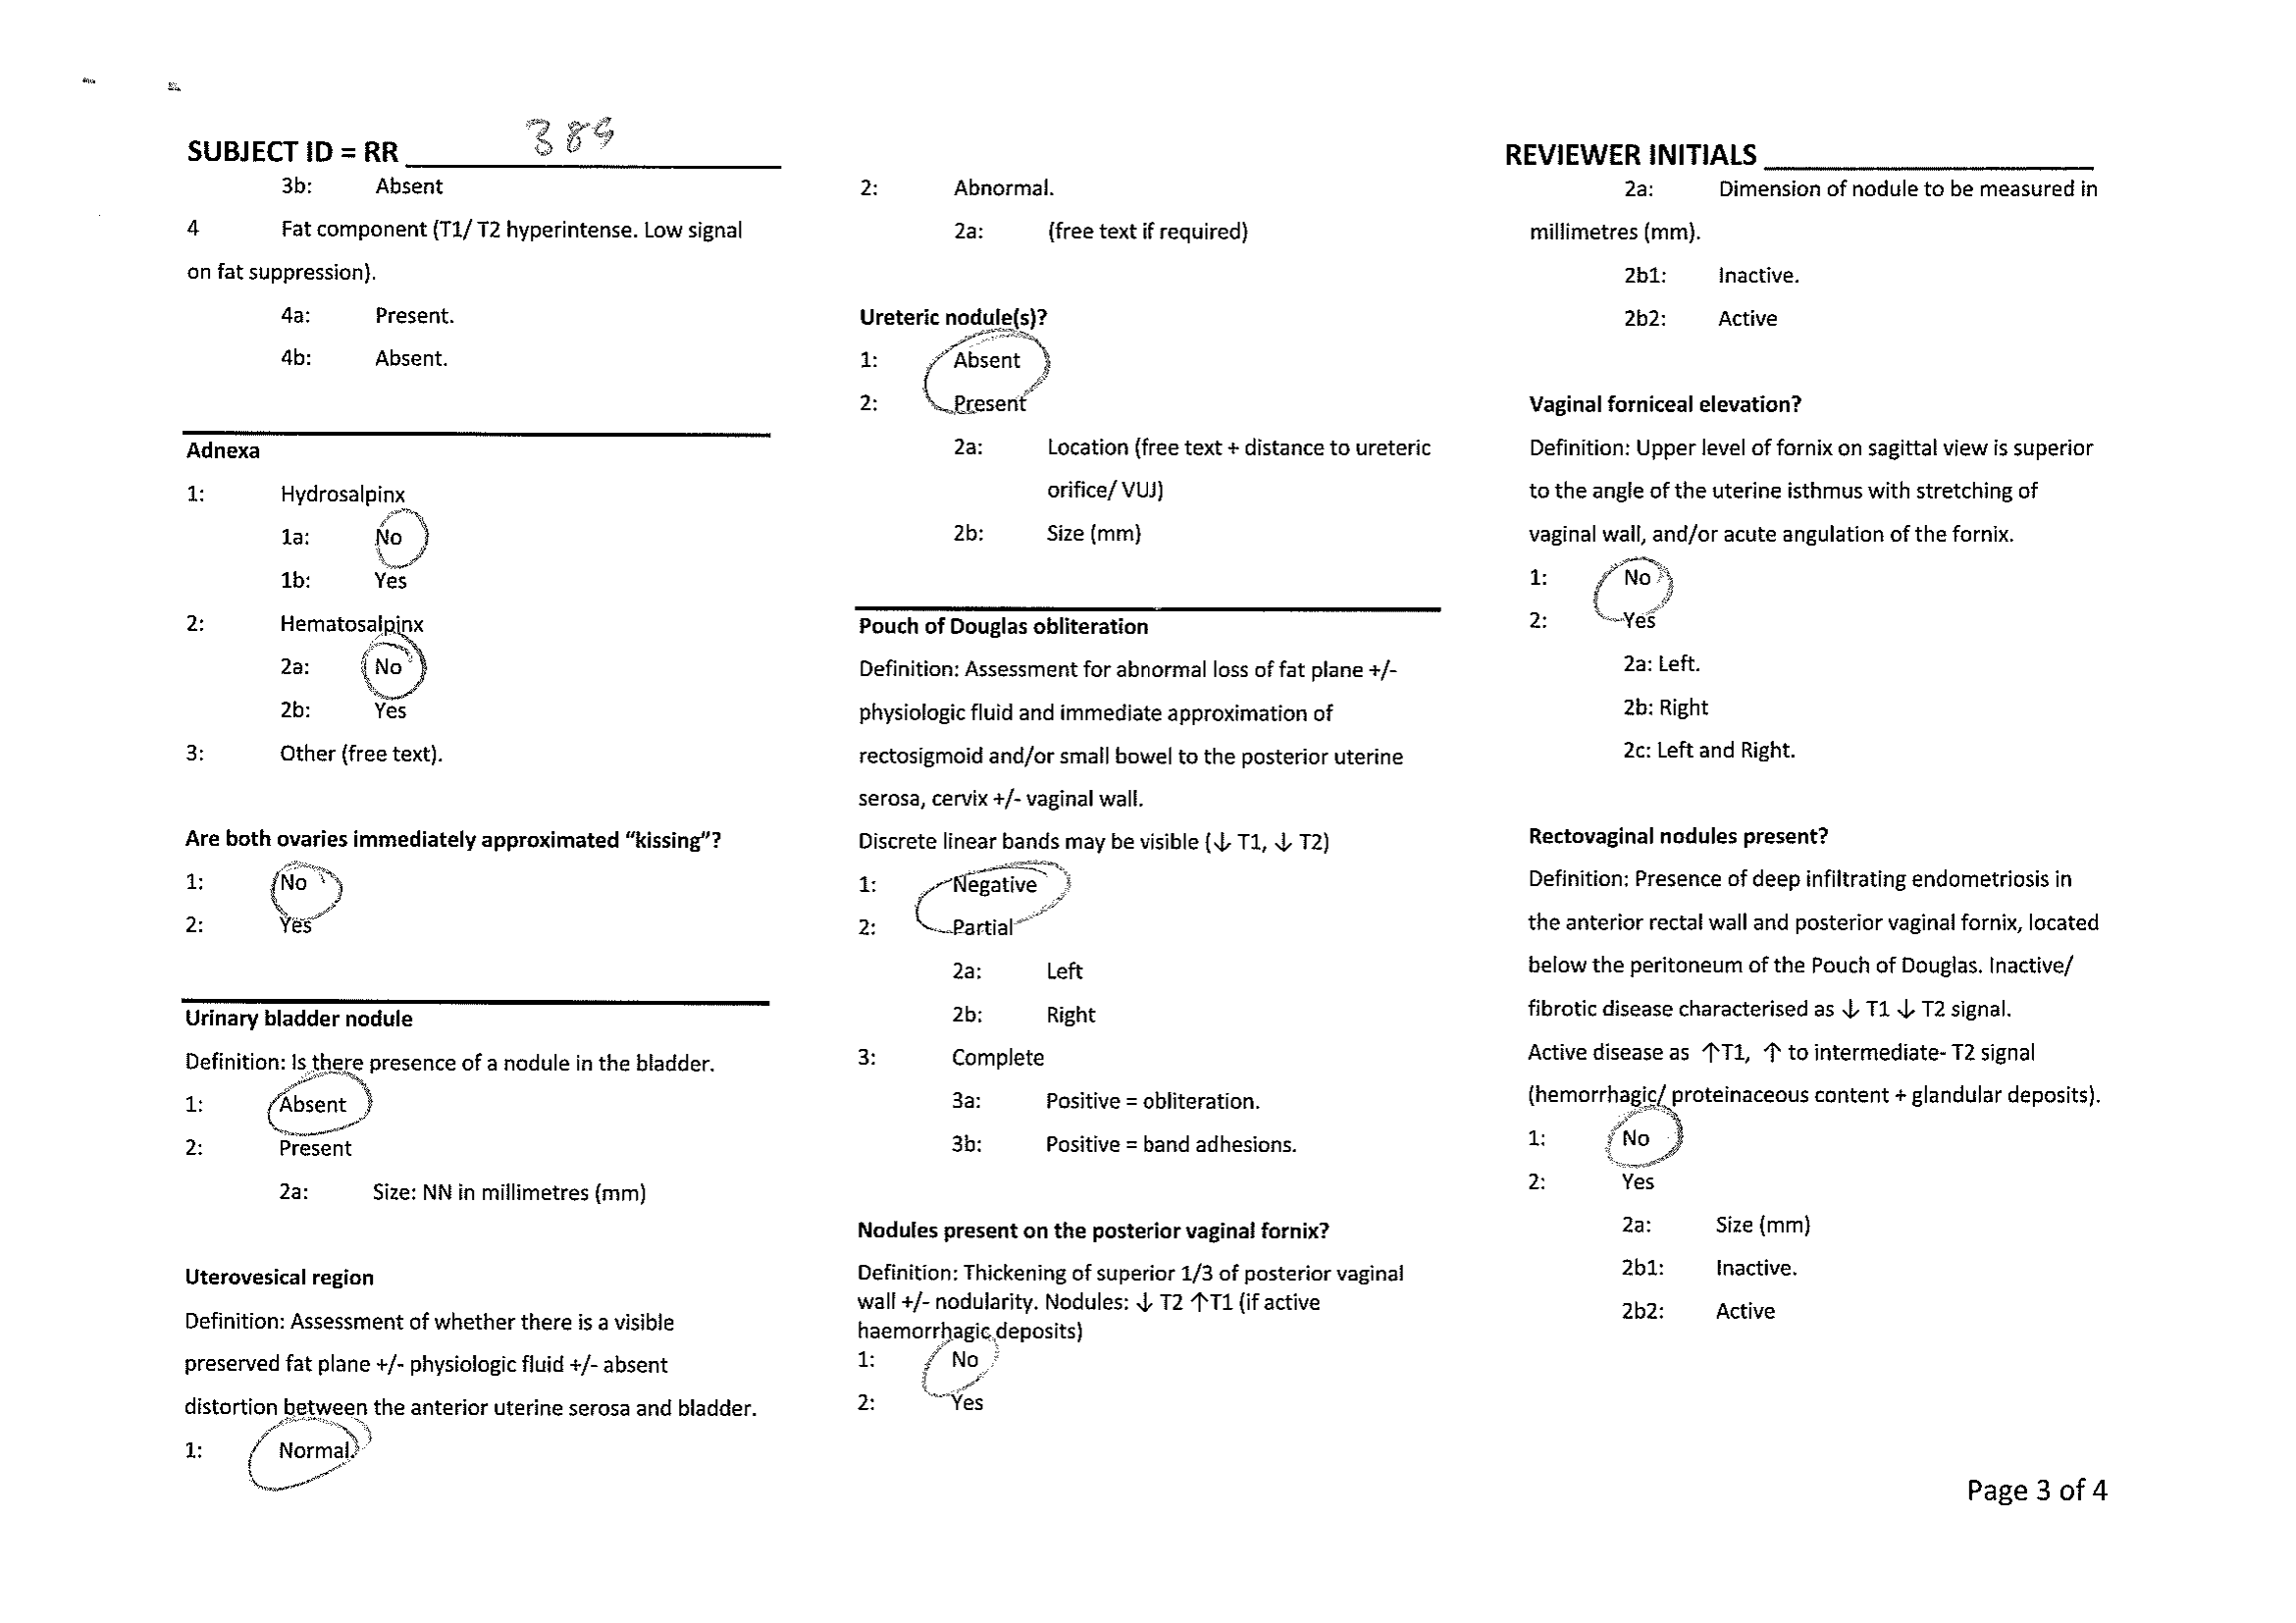 SUBJECT ID = RR 389
3b: Absent
4 Fat component (T1/ T2 hyperintense. Low signal
on fat suppression).
4a: Present.
4b: Absent.
Adnexa
1: Hydrosalpinx
1a: No
1b: Yes
2: Hematosalpinx
2a: No
2b: Yes
3: Other (free text).
Are both ovaries immediately approximated “kissing”?
1: No
2: Yes
Urinary bladder nodule
Definition: Is there presence of a nodule in the bladder.
1: Absent
2: Present
2a: Size: NN in millimetres (mm)
Uterovesical region
Definition: Assessment of whether there is a visible
preserved fat plane +/- physiologic fluid +/- absent
distortion between the anterior uterine serosa and bladder.
1: Normal.
2: Abnormal.
2a: (free text if required)
Ureteric nodule(s)?
1: Absent
2: Present
2a: Location (free text + distance to ureteric
orifice/ VUJ)
2b: Size (mm)
Pouch of Douglas obliteration
Definition: Assessment for abnormal loss of fat plane +/-
physiologic fluid and immediate approximation of
rectosigmoid and/or small bowel to the posterior uterine
serosa, cervix +/- vaginal wall.
Discrete linear bands may be visible (↓ T1, ↓ T2)
1: Negative
2: Partial
2a: Left
2b: Right
3: Complete
3a: Positive = obliteration.
3b: Positive = band adhesions.
Nodules present on the posterior vaginal fornix?
Definition: Thickening of superior 1/3 of posterior vaginal
wall +/- nodularity. Nodules: ↓ T2 ↑T1 (if active
haemorrhagic deposits)
1: No
2: Yes
REVIEWER INITIALS
2a: Dimension of nodule to be measured in
millimetres (mm).
2b1: Inactive.
2b2: Active
Vaginal forniceal elevation?
Definition: Upper level of fornix on sagittal view is superior
to the angle of the uterine isthmus with stretching of
vaginal wall, and/or acute angulation of the fornix.
1: No
2: Yes
2a: Left.
2b: Right
2c: Left and Right.
Rectovaginal nodules present?
Definition: Presence of deep infiltrating endometriosis in
the anterior rectal wall and posterior vaginal fornix, located
below the peritoneum of the Pouch of Douglas. Inactive/
fibrotic disease characterised as ↓ T1 ↓ T2 signal.
Active disease as ↑T1, ↑ to intermediate- T2 signal
(hemorrhagic/ proteinaceous content + glandular deposits).
1: No
2: Yes
2a: Size (mm)
2b1: Inactive.
2b2: Active
Page 3 of 4